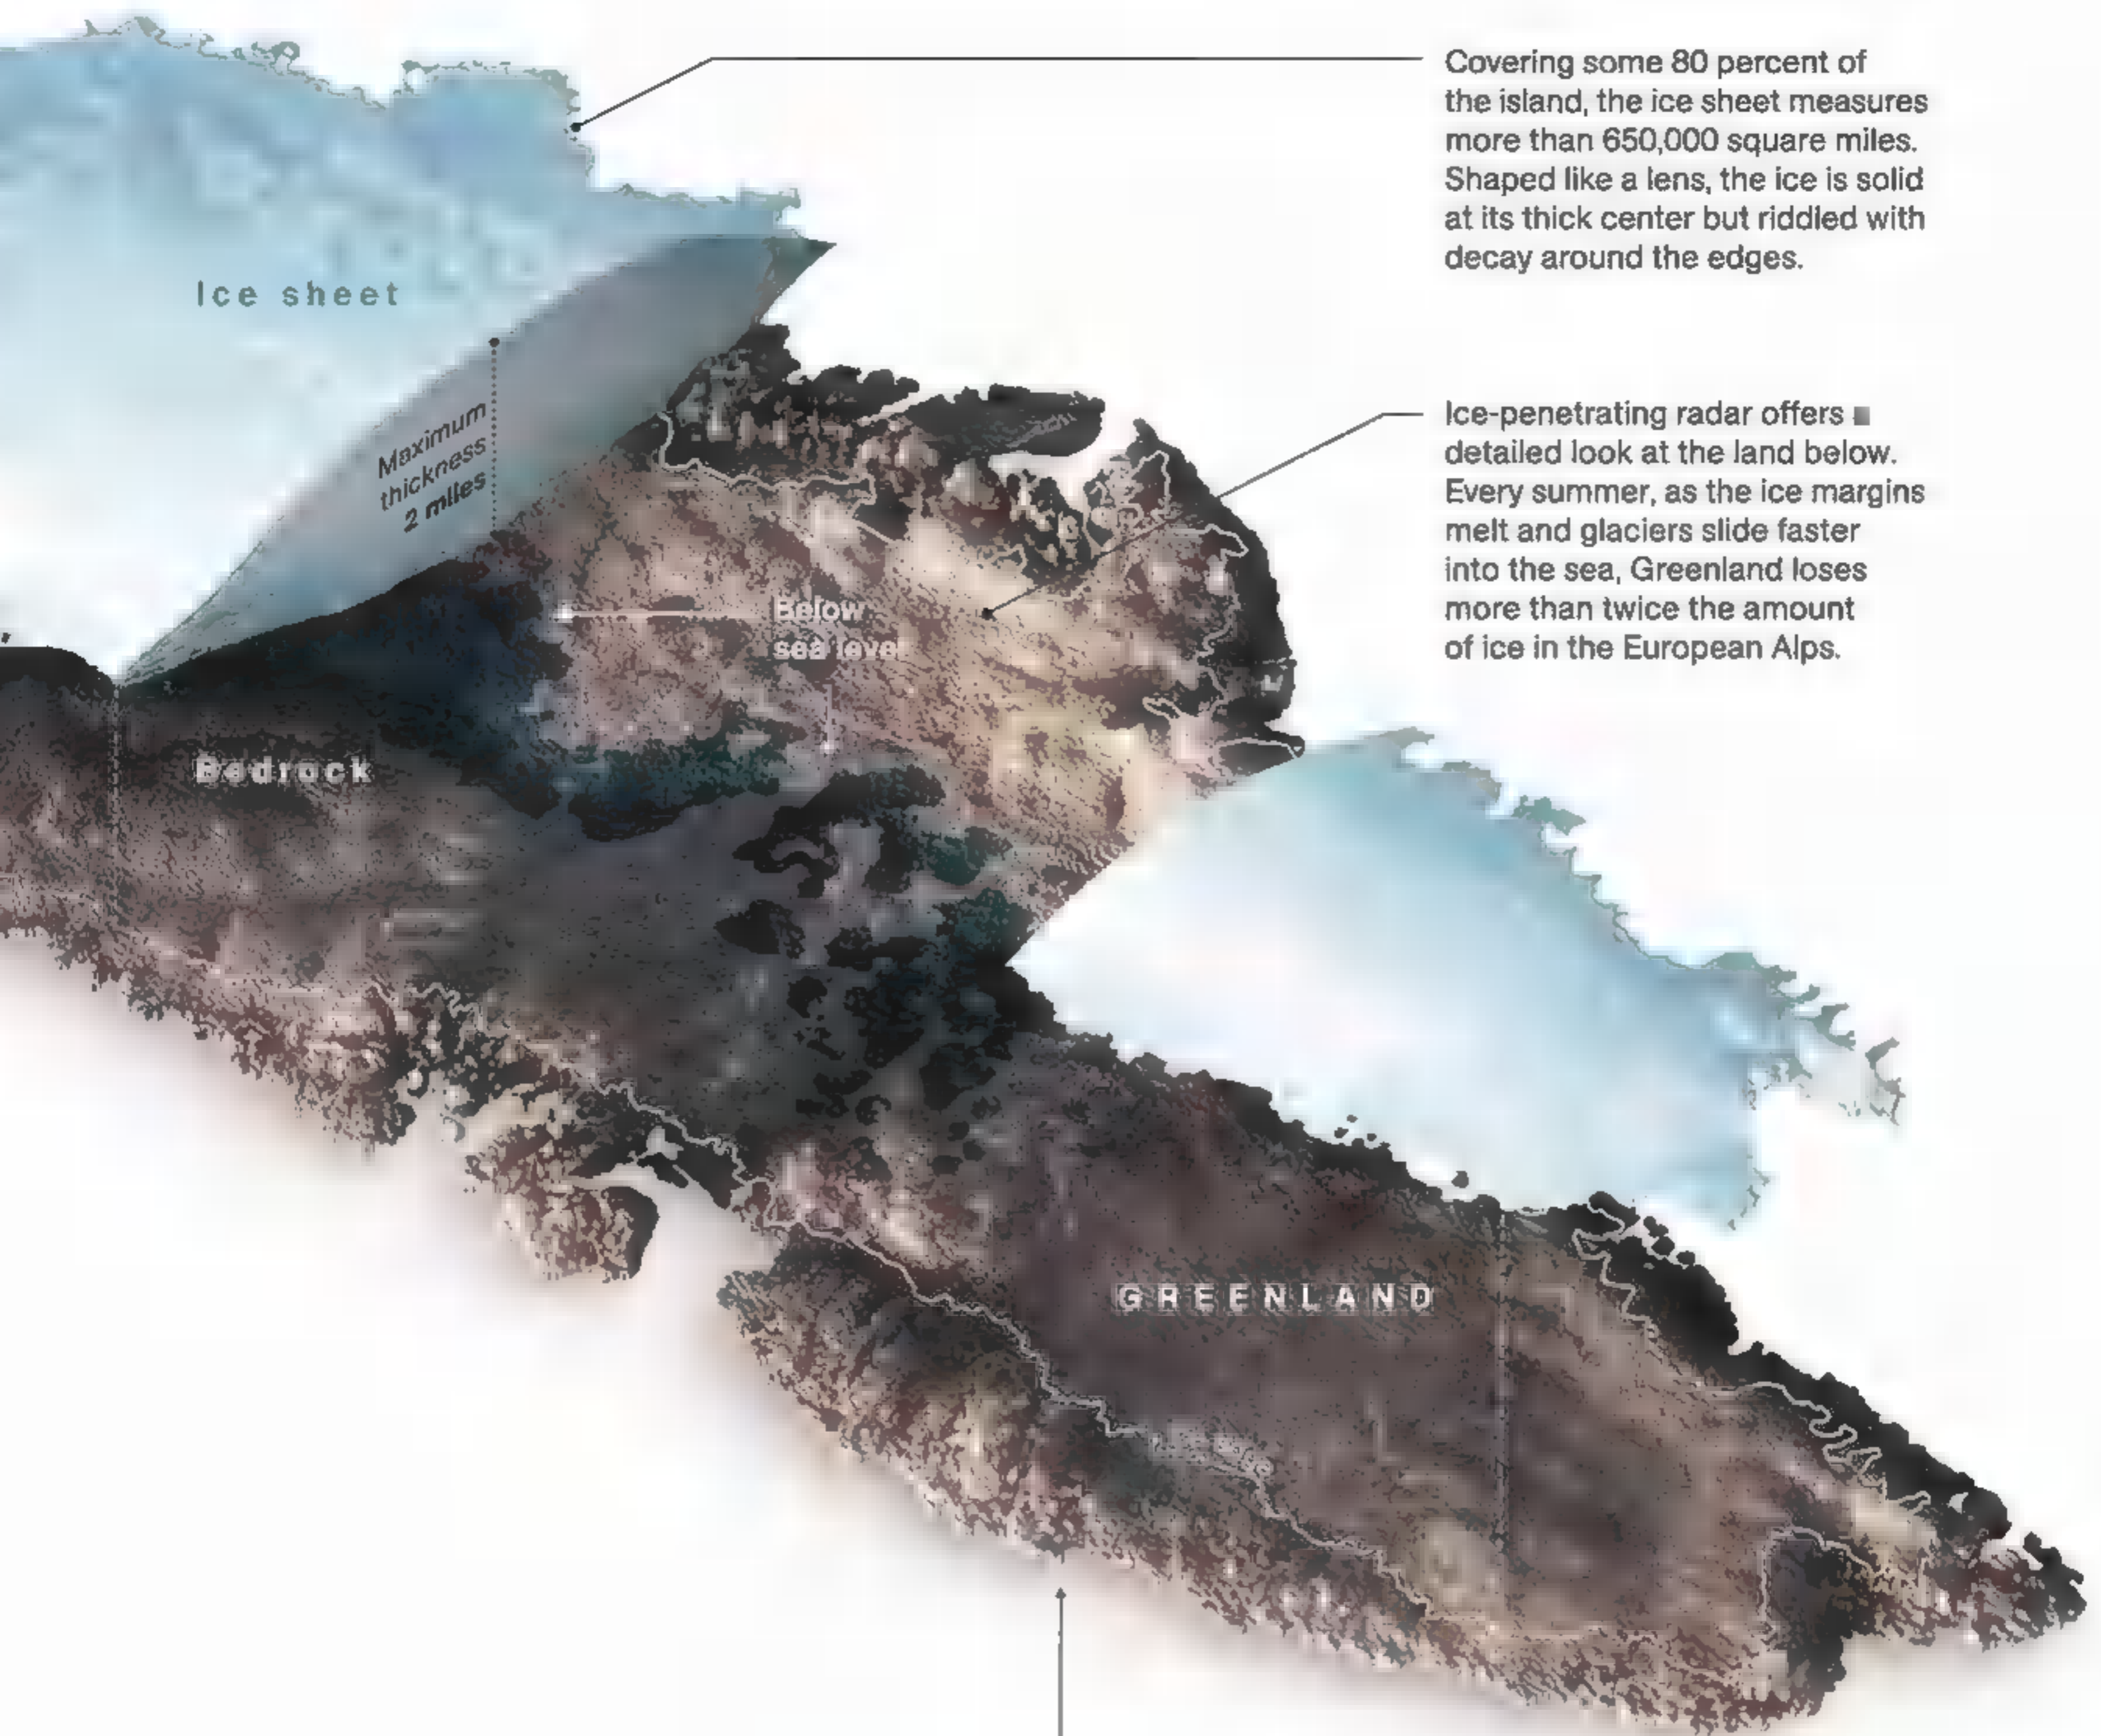 Covering some 80 percent of
the island, the ice sheet measures
more than 650,000 square miles.
Shaped like a lens, the ice is solid
at its thick center but riddled with
decay around the edges.
Ice sheet
Maximum
thickness
2 miles
Ice-penetrating radar offers
detailed look at the land below.
Every summer, as the ice margins
melt and glaciers slide faster
into the sea, Greenland loses
more than twice the amount
of ice in the European Alps.
Below
sea level
Bedrock
GREENLAND